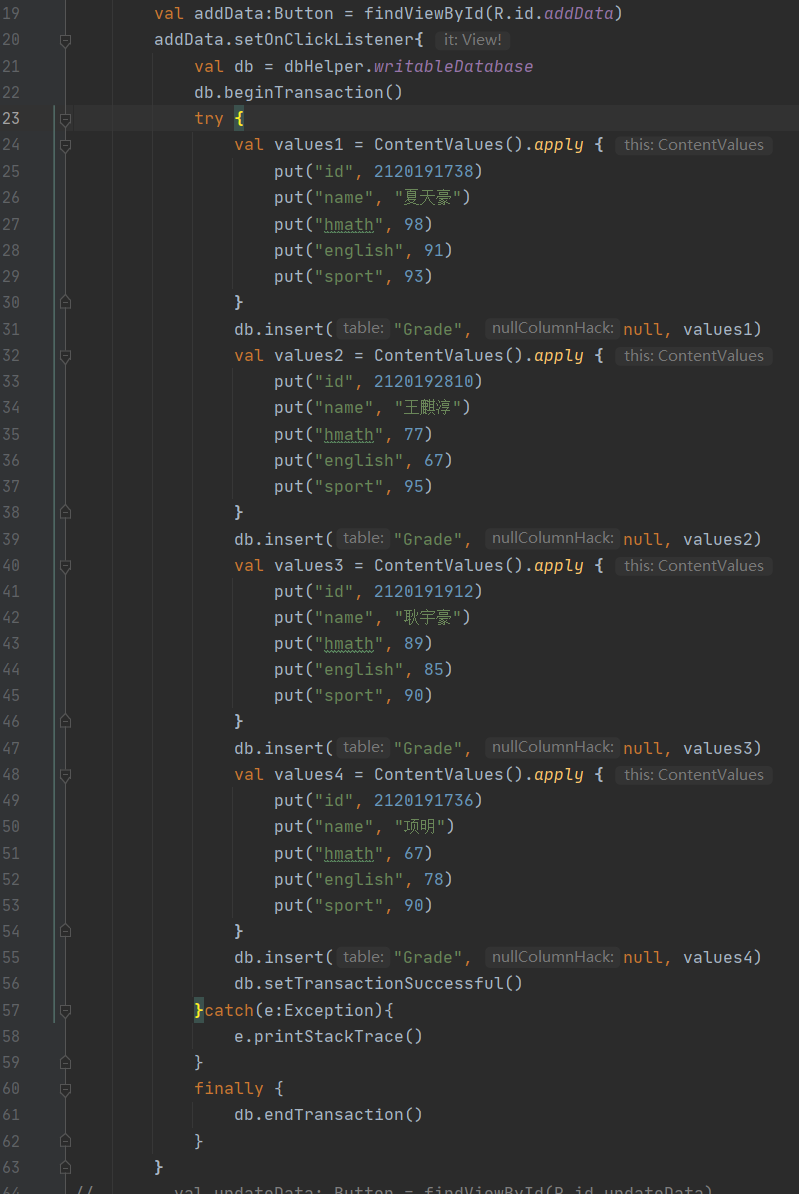 19 val addData:Button = findViewById(R.id.addData)
20 addData.setOnClickListener{ it: View!
21 val db = dbHelper.writableDatabase
22 db.beginTransaction()
23 try {
24 val values1 = ContentValues().apply { this: ContentValues
25 put("id", 2120191738)
26 put("name", "夏天豪")
27 put("hmath", 98)
28 put("english", 91)
29 put("sport", 93)
30 }
31 db.insert( table: "Grade", nullColumnHack: null, values1)
32 val values2 = ContentValues().apply { this: ContentValues
33 put("id", 2120192810)
34 put("name", "王麒淳")
35 put("hmath", 77)
36 put("english", 67)
37 put("sport", 95)
38 }
39 db.insert( table: "Grade", nullColumnHack: null, values2)
40 val values3 = ContentValues().apply { this: ContentValues
41 put("id", 2120191912)
42 put("name", "耿宇豪")
43 put("hmath", 89)
44 put("english", 85)
45 put("sport", 90)
46 }
47 db.insert( table: "Grade", nullColumnHack: null, values3)
48 val values4 = ContentValues().apply { this: ContentValues
49 put("id", 2120191736)
50 put("name", "项明")
51 put("hmath", 67)
52 put("english", 78)
53 put("sport", 90)
54 }
55 db.insert( table: "Grade", nullColumnHack: null, values4)
56 db.setTransactionSuccessful()
57 }catch(e:Exception){
58 e.printStackTrace()
59 }
60 finally {
61 db.endTransaction()
62 }
63 }
64 // val updateData: Button = findViewById(R.id.updateData)